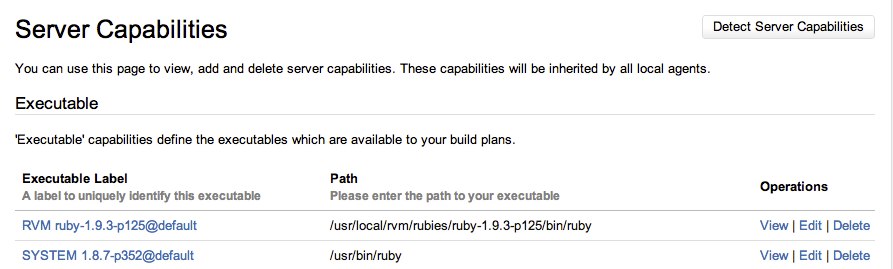 Server Capabilities
Detect Server Capabilities
You can use this page to view, add and delete server capabilities. These capabilities will be inherited by all local agents.
Executable
'Executable' capabilities define the executables which are available to your build plans.
Executable Label Path Operations
A label to uniquely identify this executable Please enter the path to your executable
RVM ruby-1.9.3-p125@default /usr/local/rvm/rubies/ruby-1.9.3-p125/bin/ruby View | Edit | Delete
SYSTEM 1.8.7-p352@default /usr/bin/ruby View | Edit | Delete